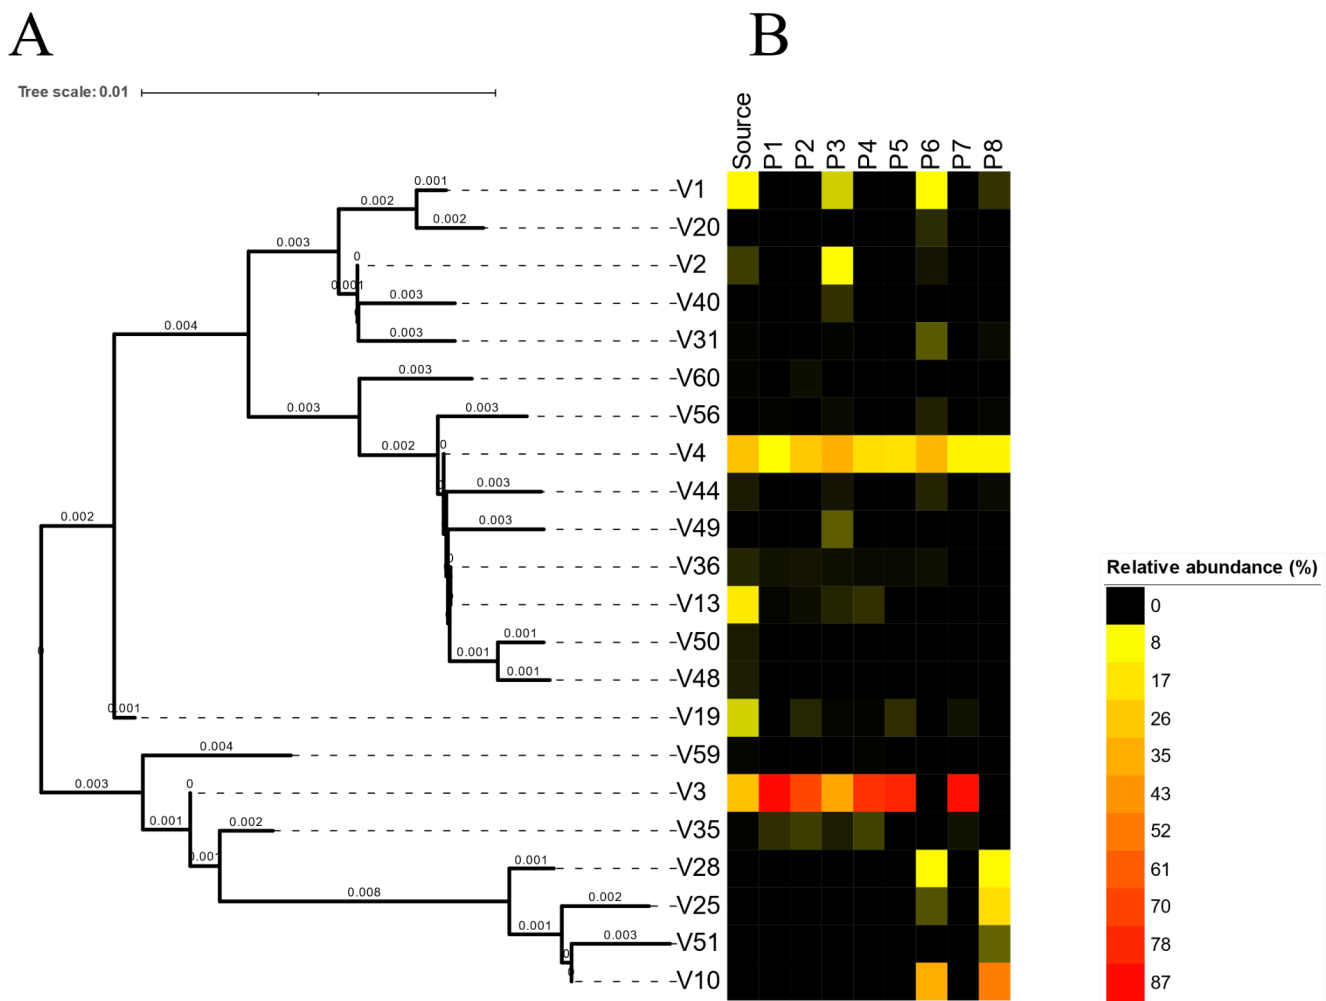 A
B
Tree scale: 0.01
Source
P1
P2
P3
P4
P5
P6
P7
P8
0.001
V1
0.002
0.002
V20
0.003
0
V2
0.001
0.003
V40
0.003
V31
0.004
0.003
V60
0.003
0.003
V56
0.002
0
V4
0.003
V44
0.003
V49
0
V36
V13
0.001
V50
0.001
0.001
V48
0.002
0
0.001
V19
0.004
V59
0.003
0
V3
0.001
0.002
V35
0.001
0.001
V28
0.008
0.002
V25
0.001
0.003
V51
0
0
V10
Relative abundance (%)
0
8
17
26
35
43
52
61
70
78
87